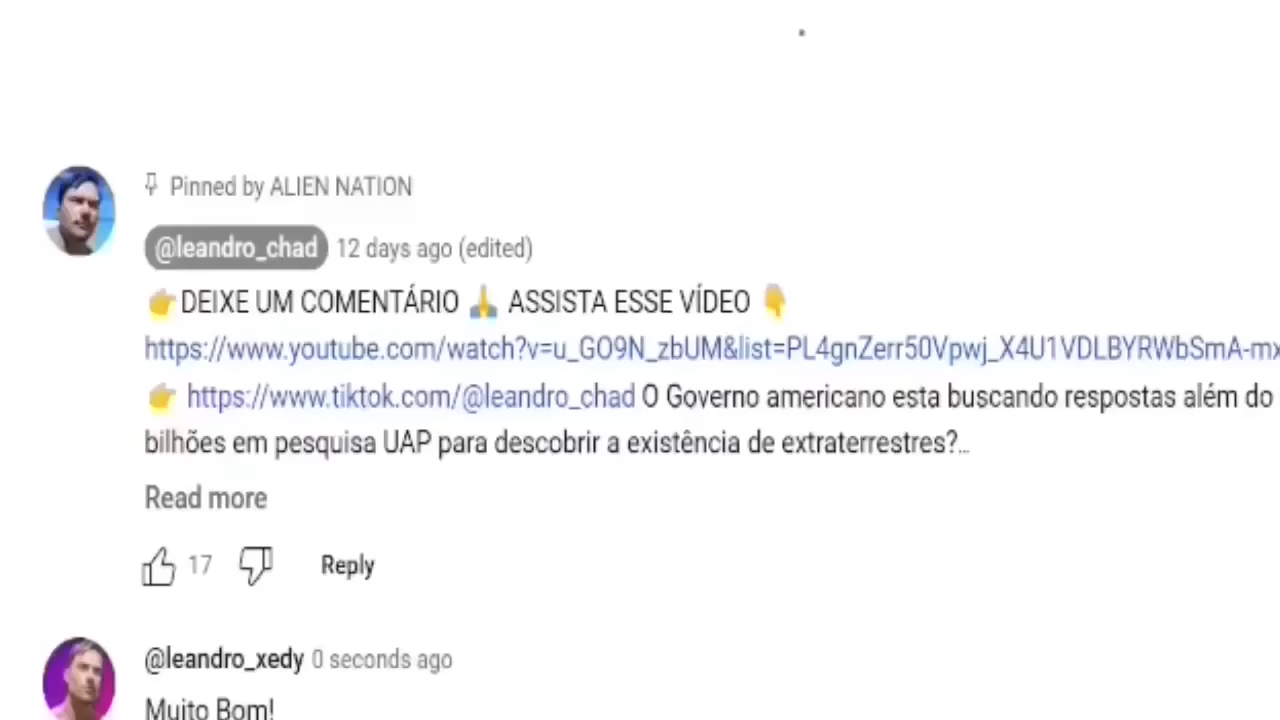 Pinned by ALIEN NATION
@leandro_chad 12 days ago (edited)
👉DEIXE UM COMENTÁRIO 🙏 ASSISTA ESSE VÍDEO 👇
https://www.youtube.com/watch?v=u_GO9N_zbUM&list=PL4gnZerr50Vpwj_X4U1VDLBYRWbSmA-mx
👉 https://www.tiktok.com/@leandro_chad O Governo americano esta buscando respostas além do
bilhões em pesquisa UAP para descobrir a existência de extraterrestres?...
Read more
17 Reply
@leandro_xedy 0 seconds ago
Muito Bom!